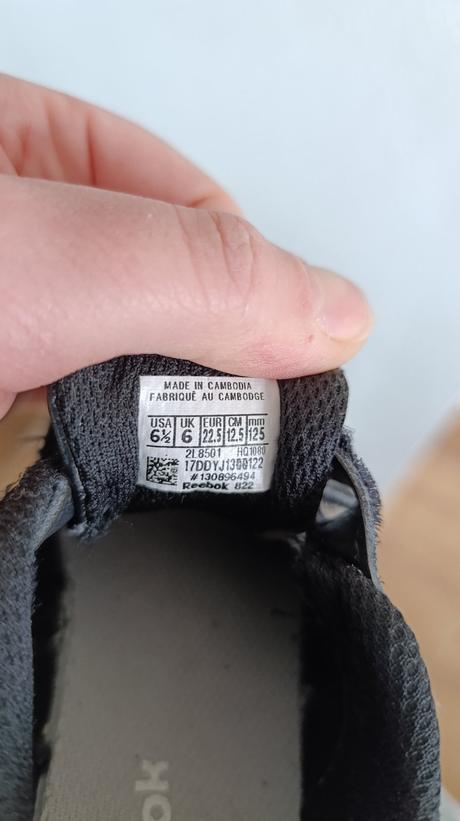 MADE IN CAMBODIA
FABRIQUÉ AU CAMBODGE
USA UK EUR CM mm
6½ 6 22.5 12.5 125
2L8501 HQ1080
#130896494
Reebok 822
ok